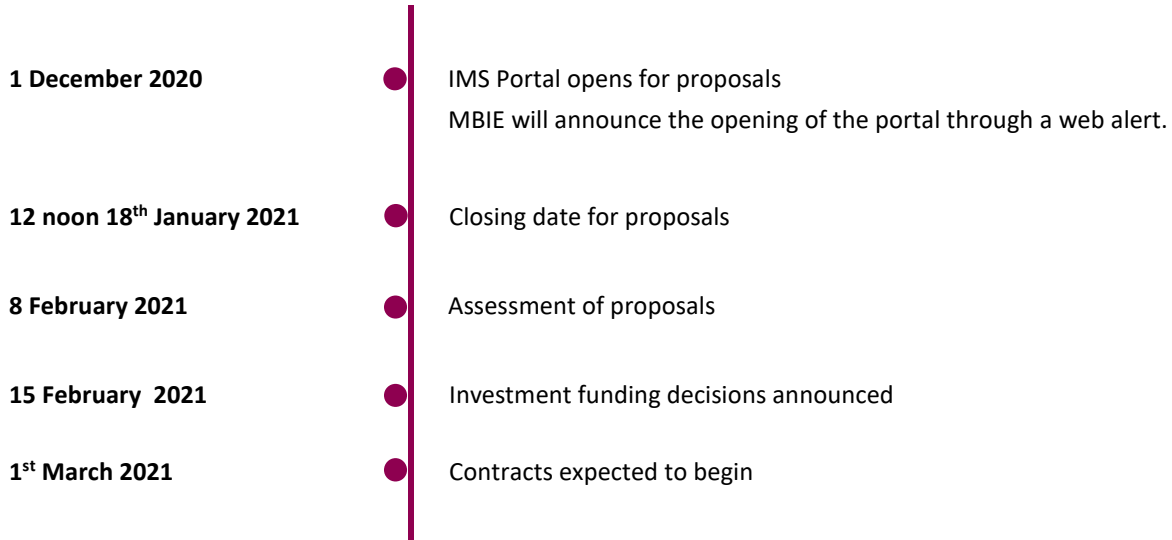 1 December 2020 IMS Portal opens for proposals
MBIE will announce the opening of the portal through a web alert.
12 noon 18th January 2021 Closing date for proposals
8 February 2021 Assessment of proposals
15 February  2021 Investment funding decisions announced
1st March 2021 Contracts expected to begin